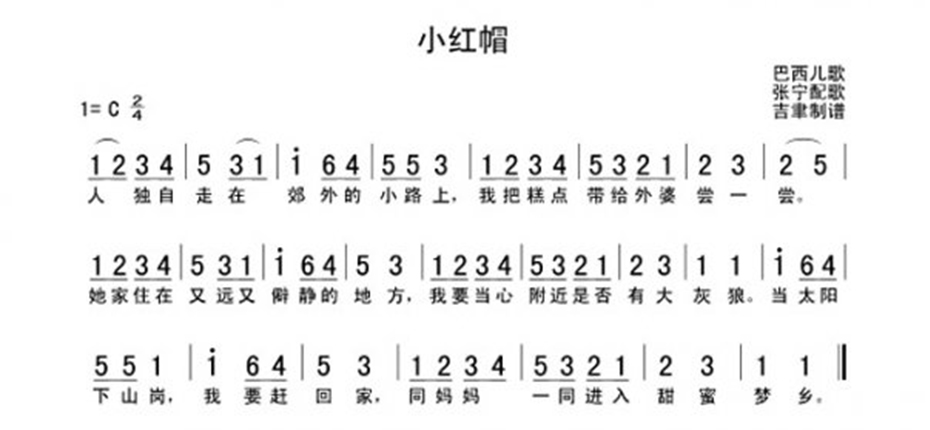 小红帽
巴西儿歌
张宁配歌
1= C 2/4
吉聿制谱
1 2 3 4 | 5 3 1 | i 6 4 | 5 5 3 | 1 2 3 4 | 5 3 2 1 | 2 3 | 2 5 |
人 独自 走在 郊外的 小路上，我把糕点 带给外婆 尝一 尝。
1 2 3 4 | 5 3 1 | i 6 4 | 5 3 | 1 2 3 4 | 5 3 2 1 | 2 3 | 1 1 | i 6 4 |
她家住在 又远又 僻静的 地方，我要当心 附近是否 有大 灰狼。当太阳
5 5 1 | i 6 4 | 5 3 | 1 2 3 4 | 5 3 2 1 | 2 3 | 1 1 ‖
下山岗，我要赶 回家，同妈妈 一同进入 甜蜜 梦乡。